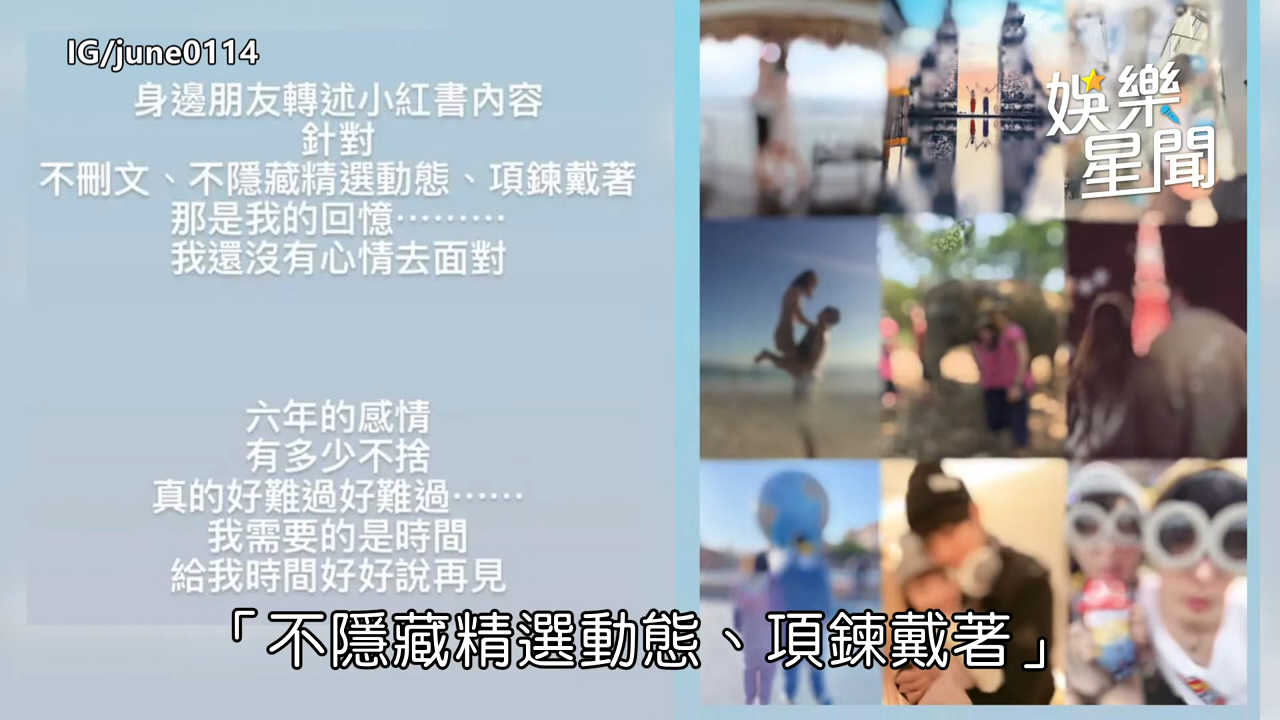 IG/june0114
身邊朋友轉述小紅書內容
針對
不刪文、不隱藏精選動態、項鍊戴著
那是我的回憶⋯⋯⋯
我還沒有心情去面對
六年的感情
有多少不捨
真的好難過好難過⋯⋯
我需要的是時間
給我時間好好說再見
娛樂
星聞
「不隱藏精選動態、項鍊戴著」